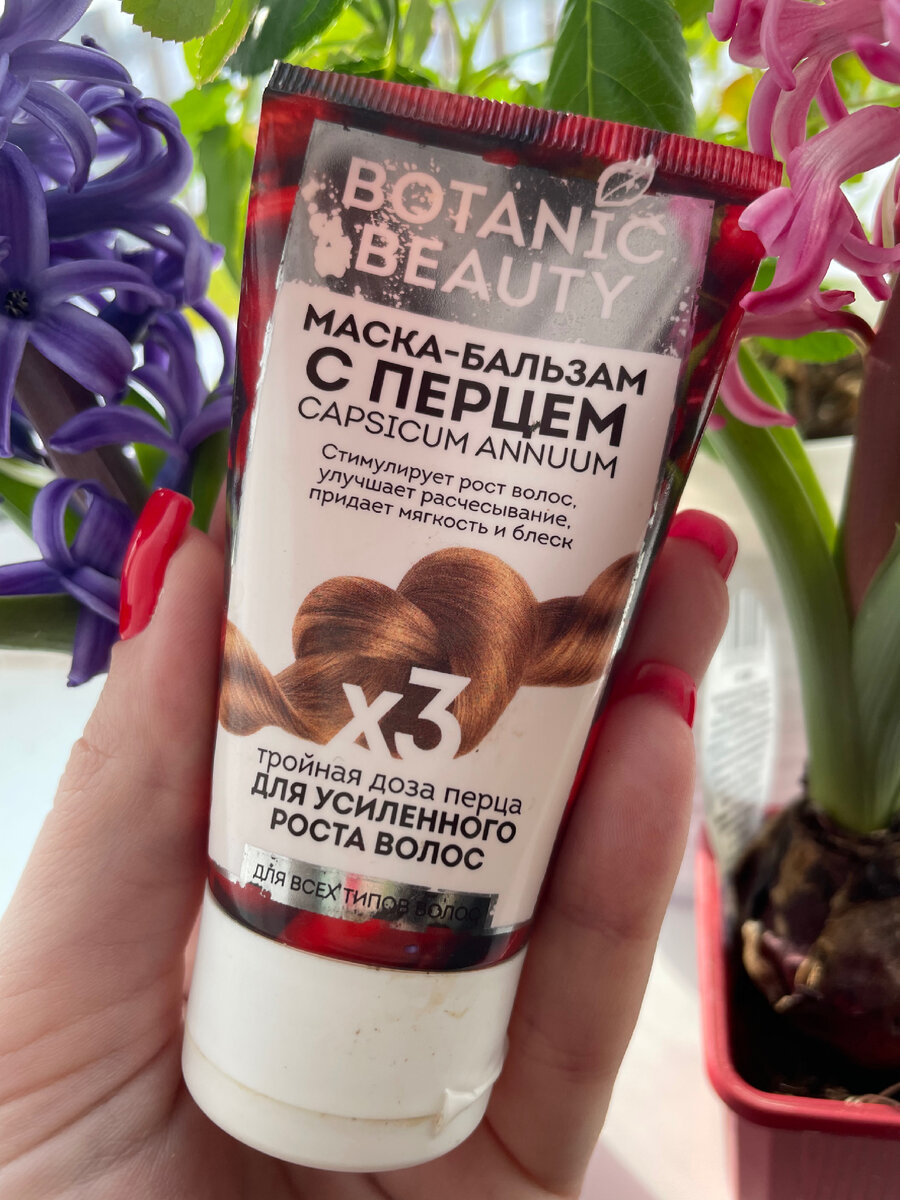 BOTANIC
BEAUTY
МАСКА-БАЛЬЗАМ
С ПЕРЦЕМ
CAPSICUM ANNUUM
Стимулирует рост волос,
улучшает расчесывание,
придает мягкость и блеск
х3
тройная доза перца
ДЛЯ УСИЛЕННОГО
РОСТА ВОЛОС
ДЛЯ ВСЕХ ТИПОВ ВОЛОС